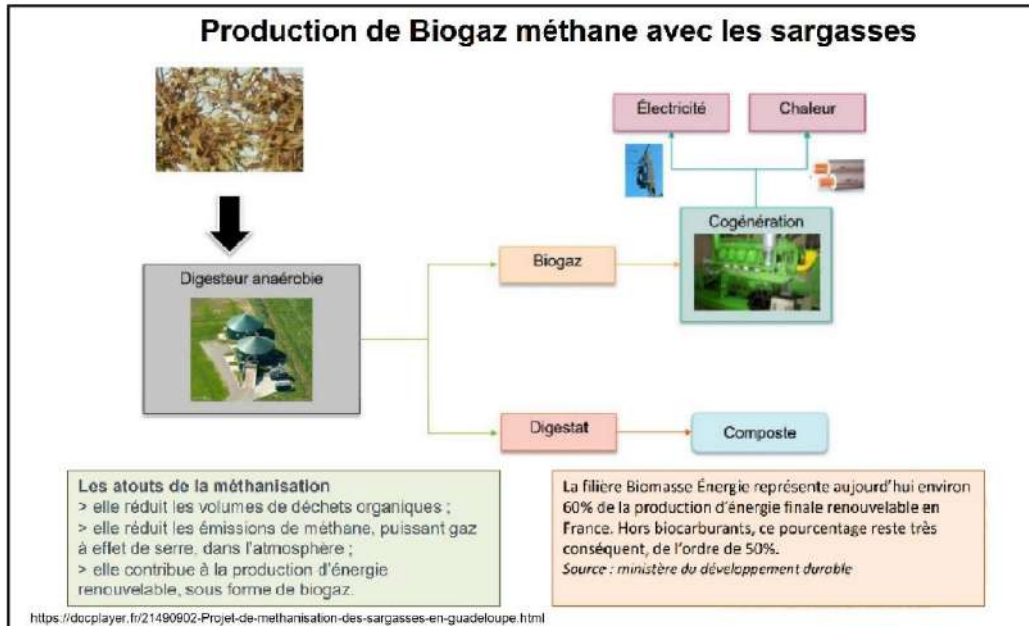 Production de Biogaz méthane avec les sargasses
Électricité
Chaleur
Cogénération
Biogaz
Digesteur anaérobie
Digestat
Composte
Les atouts de la méthanisation
> elle réduit les volumes de déchets organiques ;
> elle réduit les émissions de méthane, puissant gaz
à effet de serre, dans l'atmosphère ;
> elle contribue à la production d'énergie
renouvelable, sous forme de biogaz.
La filière Biomasse Énergie représente aujourd'hui environ
60% de la production d'énergie finale renouvelable en
France. Hors biocarburants, ce pourcentage reste très
conséquent, de l'ordre de 50%.
Source : ministère du développement durable
https://docplayer.fr/21490902-Projet-de-methanisation-des-sargasses-en-guadeloupe.html